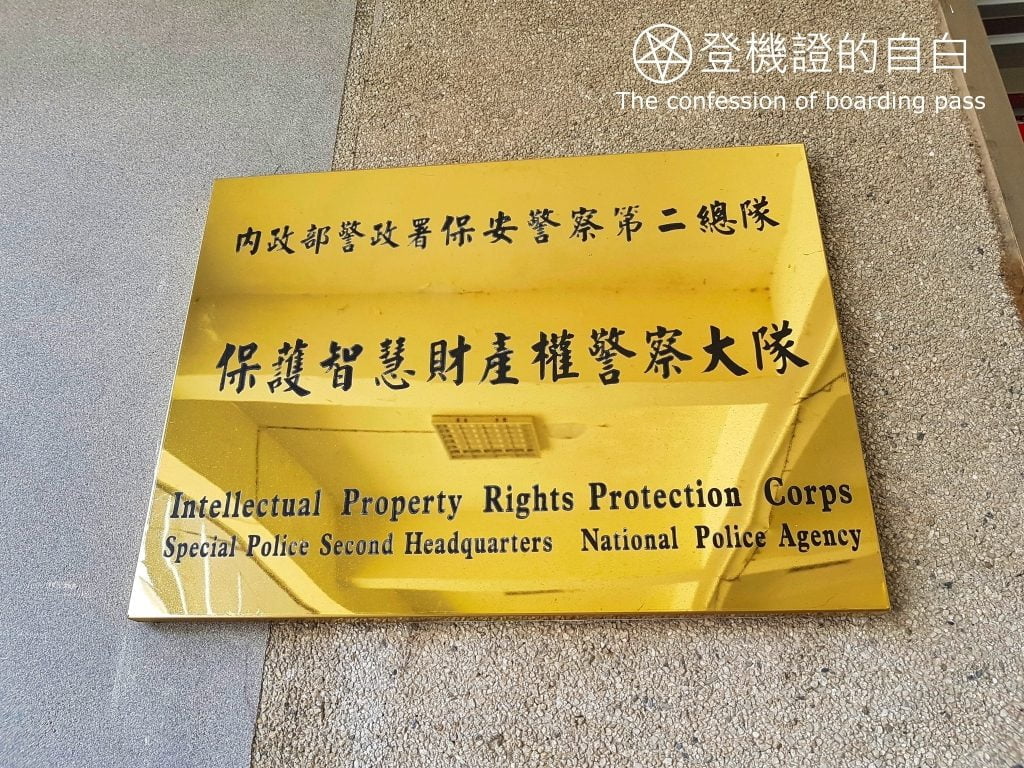 登機證的自白
The confession of boarding pass
內政部警政署保安警察第二總隊
保護智慧財產權警察大隊
Intellectual Property Rights Protection Corps
Special Police Second Headquarters National Police Agency